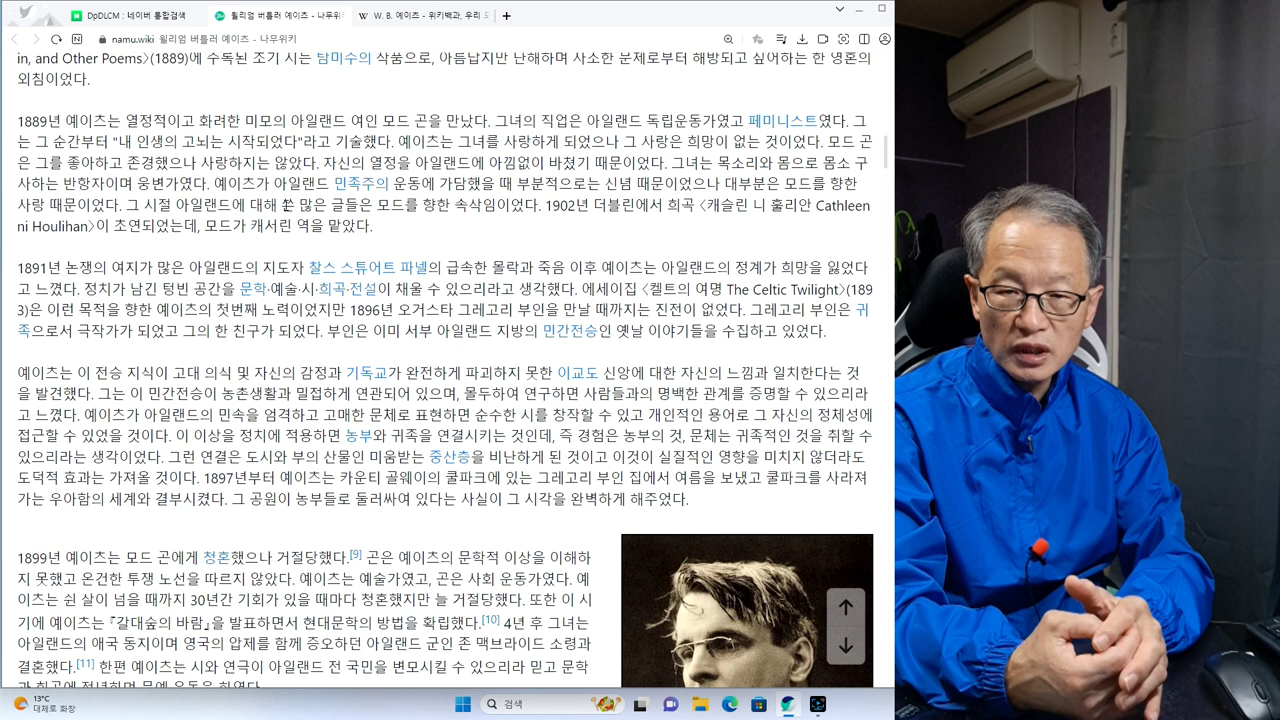 DpDLCM : 네이버 통합검색
윌리엄 버틀러 예이츠 - 나무위키
W. B. 예이츠 - 위키백과, 우리 모
namu.wiki 윌리엄 버틀러 예이츠 - 나무위키
in, and Other Poems〉(1889)에 수록된 조기 시는 탐미수의 작품으로, 아름답지만 난해하며 사소한 문제로부터 해방되고 싶어하는 한 영혼의
외침이었다.
1889년 예이츠는 열정적이고 화려한 미모의 아일랜드 여인 모드 곤을 만났다. 그녀의 직업은 아일랜드 독립운동가였고 페미니스트였다. 그
는 그 순간부터 "내 인생의 고뇌는 시작되었다"라고 기술했다. 예이츠는 그녀를 사랑하게 되었으나 그 사랑은 희망이 없는 것이었다. 모드 곤
은 그를 좋아하고 존경했으나 사랑하지는 않았다. 자신의 열정을 아일랜드에 아낌없이 바쳤기 때문이었다. 그녀는 목소리와 몸으로 몸소 구
사하는 반항자이며 웅변가였다. 예이츠가 아일랜드 민족주의 운동에 가담했을 때 부분적으로는 신념 때문이었으나 대부분은 모드를 향한
사랑 때문이었다. 그 시절 아일랜드에 대해 쓴 많은 글들은 모드를 향한 속삭임이었다. 1902년 더블린에서 희곡 〈캐슬린 니 훌리안 Cathleen
ni Houlihan〉이 초연되었는데, 모드가 캐서린 역을 맡았다.
1891년 논쟁의 여지가 많은 아일랜드의 지도자 찰스 스튜어트 파넬의 급속한 몰락과 죽음 이후 예이츠는 아일랜드의 정계가 희망을 잃었다
고 느꼈다. 정치가 남긴 텅빈 공간을 문학·예술·시·희곡·전설이 채울 수 있으리라고 생각했다. 에세이집 〈켈트의 여명 The Celtic Twilight〉(189
3)은 이런 목적을 향한 예이츠의 첫번째 노력이었지만 1896년 오거스타 그레고리 부인을 만날 때까지는 진전이 없었다. 그레고리 부인은 귀
족으로서 극작가가 되었고 그의 한 친구가 되었다. 부인은 이미 서부 아일랜드 지방의 민간전승인 옛날 이야기들을 수집하고 있었다.
예이츠는 이 전승 지식이 고대 의식 및 자신의 감정과 기독교가 완전하게 파괴하지 못한 이교도 신앙에 대한 자신의 느낌과 일치한다는 것
을 발견했다. 그는 이 민간전승이 농촌생활과 밀접하게 연관되어 있으며, 몰두하여 연구하면 사람들과의 명백한 관계를 증명할 수 있으리라
고 느꼈다. 예이츠가 아일랜드의 민속을 엄격하고 고매한 문체로 표현하면 순수한 시를 창작할 수 있고 개인적인 용어로 그 자신의 정체성에
접근할 수 있었을 것이다. 이 이상을 정치에 적용하면 농부와 귀족을 연결시키는 것인데, 즉 경험은 농부의 것, 문체는 귀족적인 것을 취할 수
있으리라는 생각이었다. 그런 연결은 도시와 부의 산물인 미움받는 중산층을 비난하게 된 것이고 이것이 실질적인 영향을 미치지 않더라도
도덕적 효과는 가져올 것이다. 1897년부터 예이츠는 카운티 골웨이의 쿨파크에 있는 그레고리 부인 집에서 여름을 보냈고 쿨파크를 사라져
가는 우아함의 세계와 결부시켰다. 그 공원이 농부들로 둘러싸여 있다는 사실이 그 시각을 완벽하게 해주었다.
1899년 예이츠는 모드 곤에게 청혼했으나 거절당했다.[9] 곤은 예이츠의 문학적 이상을 이해하
지 못했고 온건한 투쟁 노선을 따르지 않았다. 예이츠는 예술가였고, 곤은 사회 운동가였다. 예
이츠는 쉰 살이 넘을 때까지 30년간 기회가 있을 때마다 청혼했지만 늘 거절당했다. 또한 이 시
기에 예이츠는 『갈대숲의 바람』을 발표하면서 현대문학의 방법을 확립했다.[10] 4년 후 그녀는
아일랜드의 애국 동지이며 영국의 압제를 함께 증오하던 아일랜드 군인 존 맥브라이드 소령과
결혼했다.[11] 한편 예이츠는 시와 연극이 아일랜드 전 국민을 변모시킬 수 있으리라 믿고 문학
13°C
대체로 화창
검색